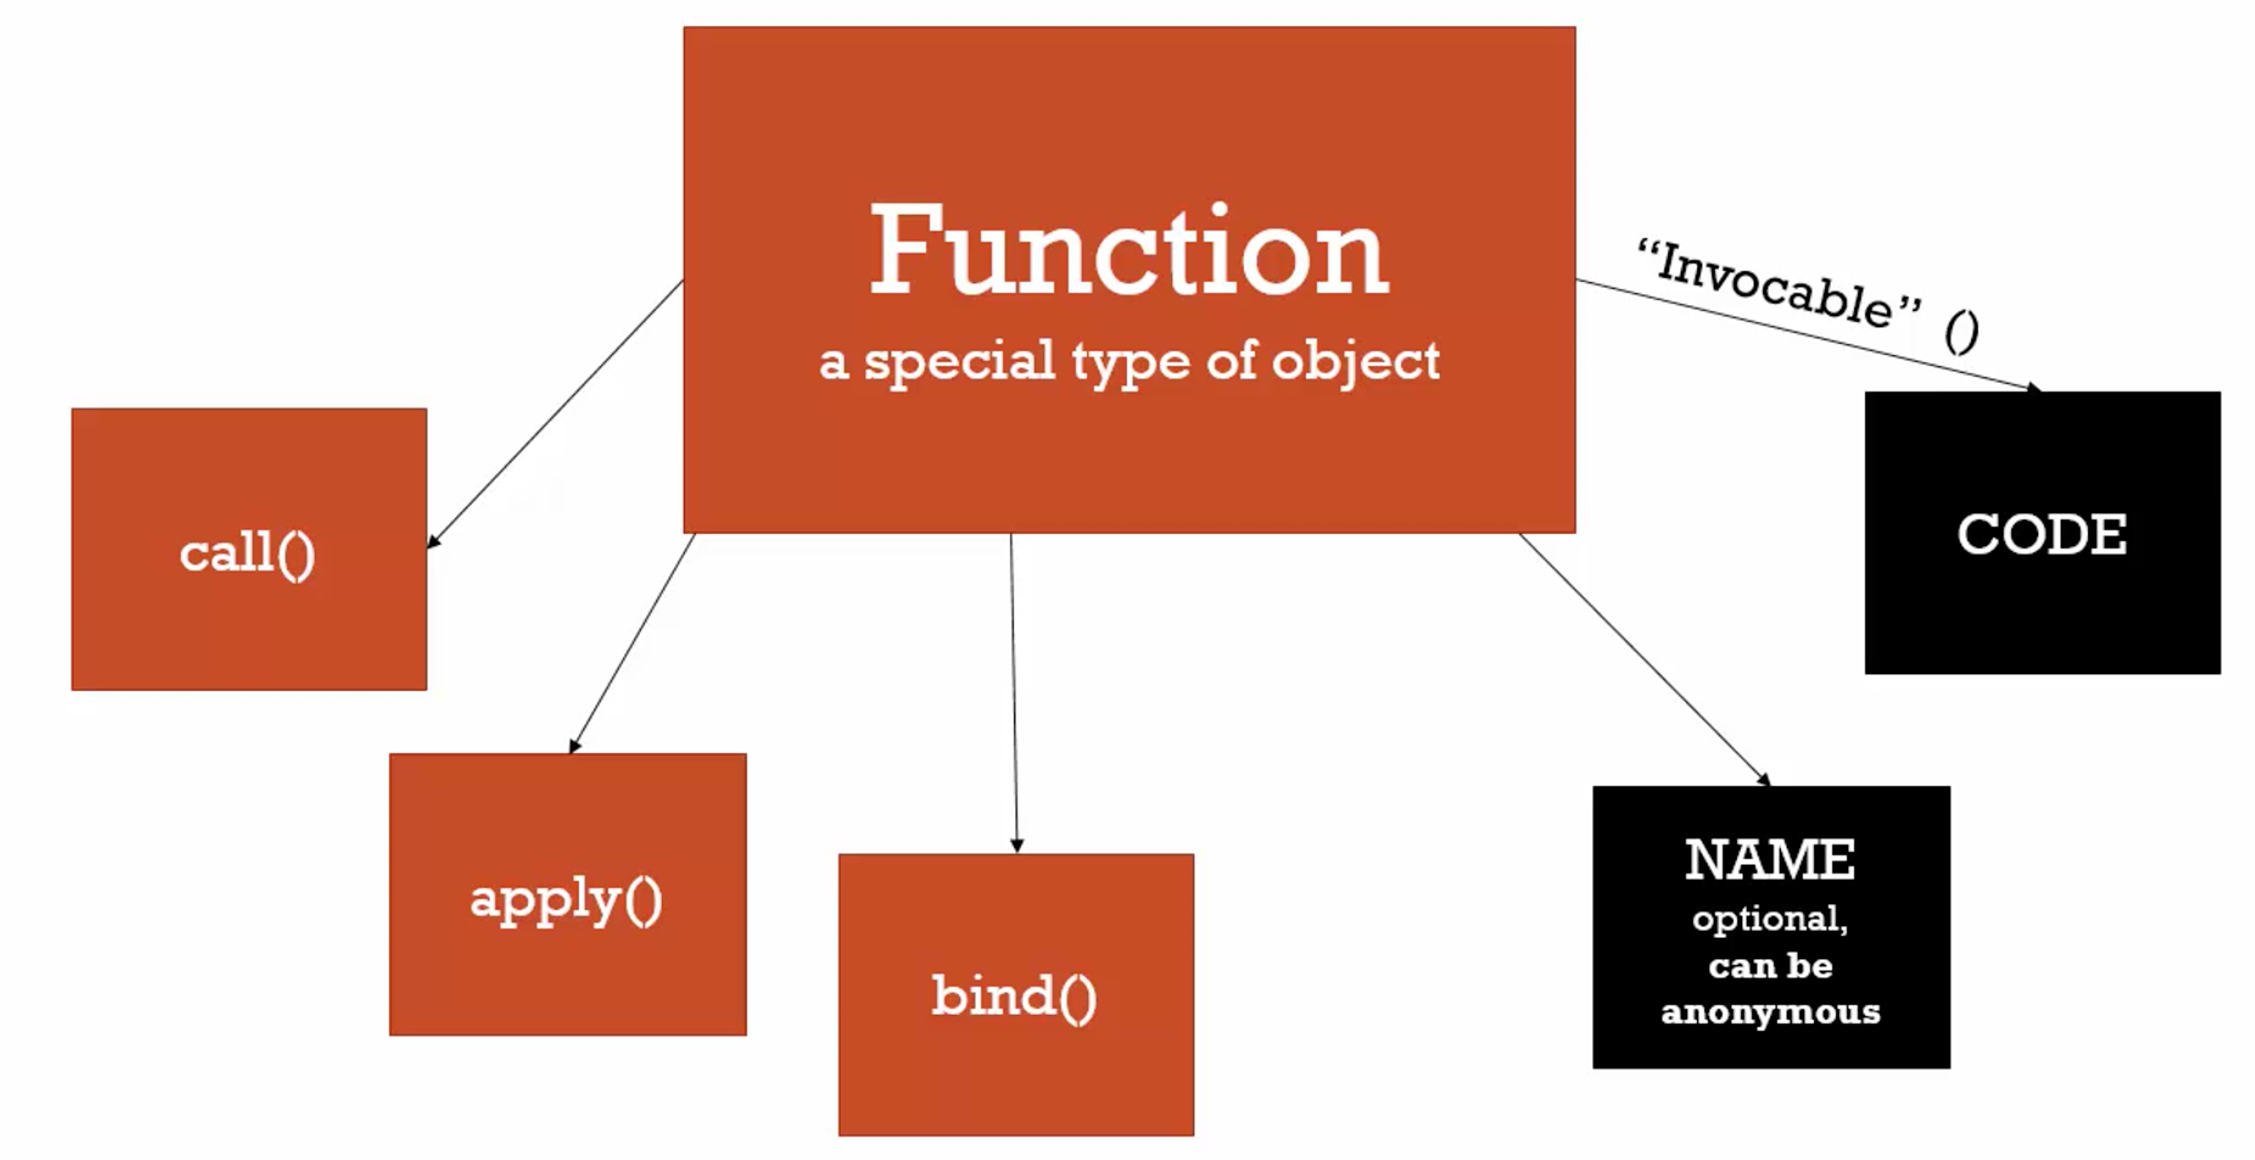 Function
a special type of object
“Invocable” ()
call()
CODE
apply()
bind()
NAME
optional,
can be
anonymous